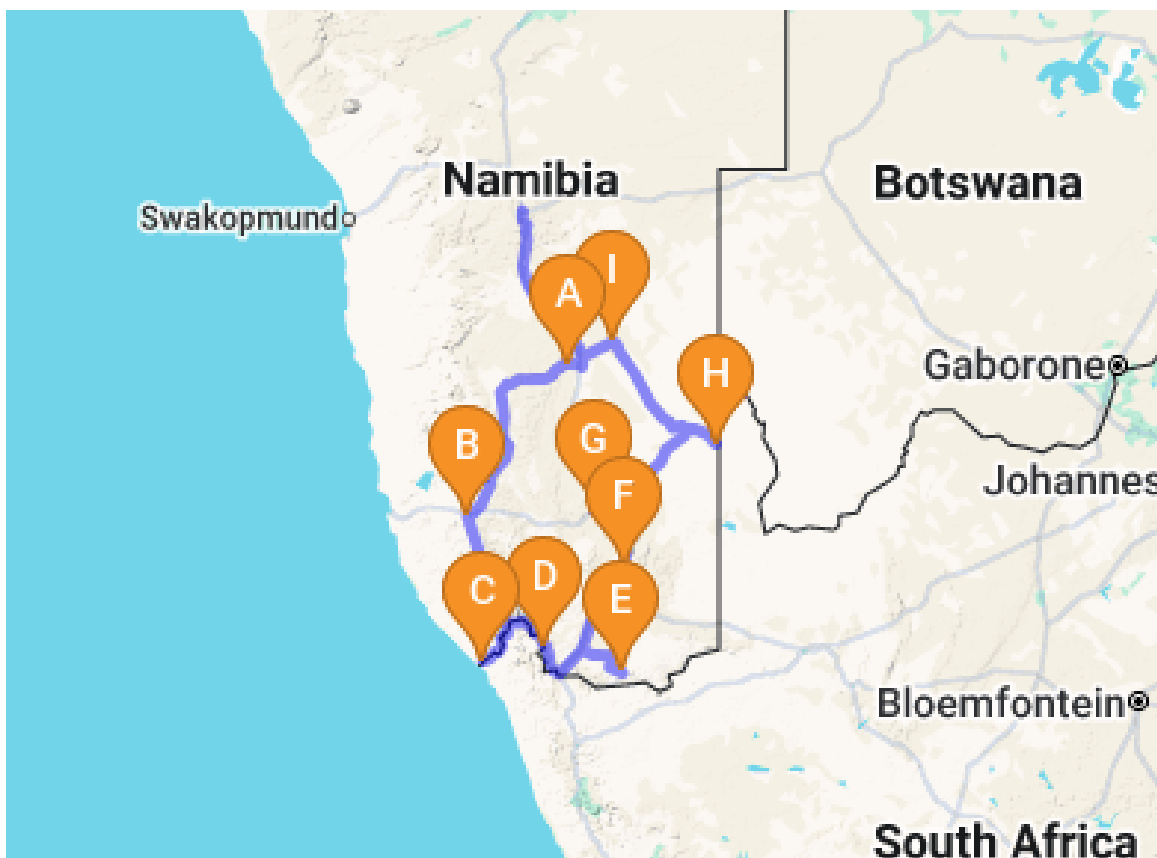 Namibia
Botswana
Swakopmund
I
A
Gaborone
H
B
G
Johannes
F
D
C
E
Bloemfontein
South Africa